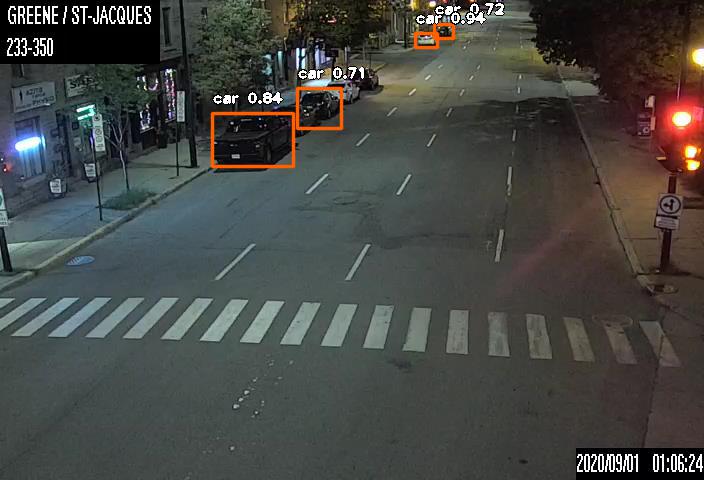 GREENE / ST-JACQUES
233-350
car 0.72
car 0.94
car 0.71
car 0.84
2020/09/01 01:06:24